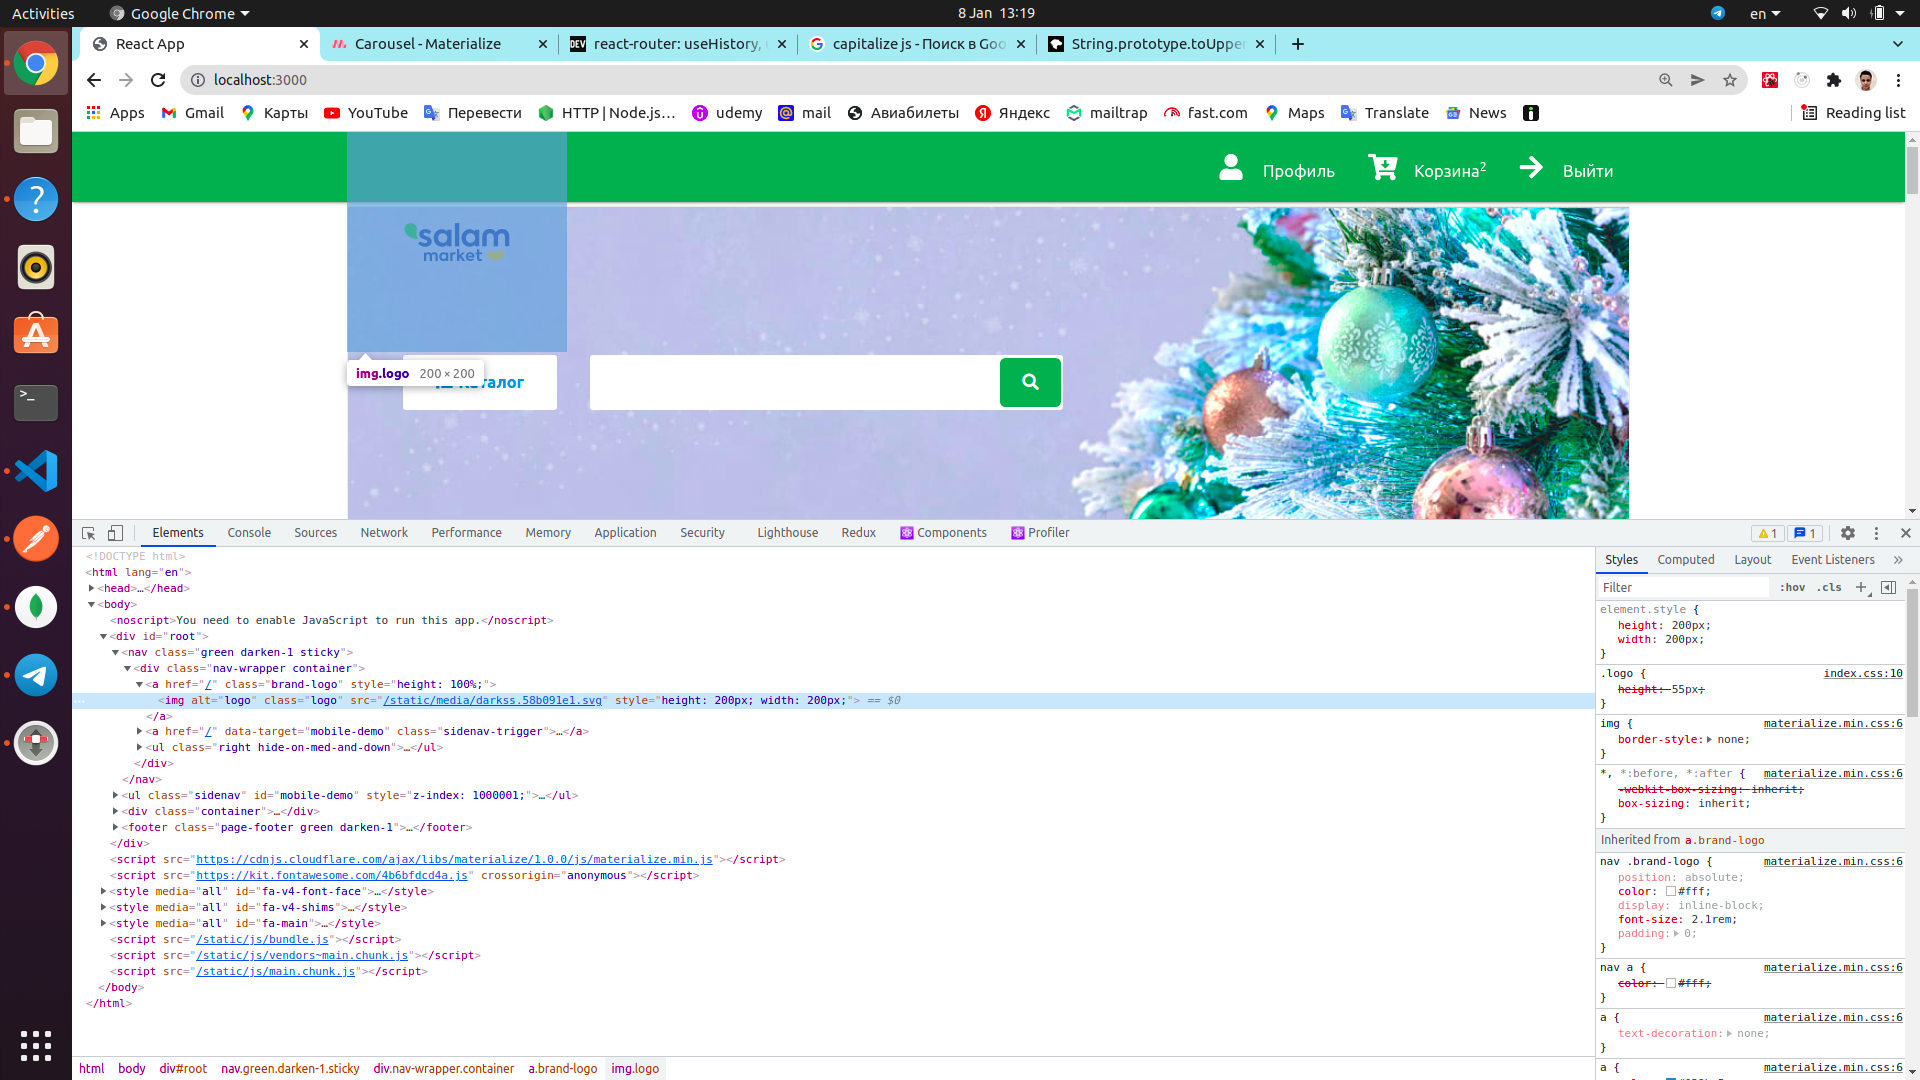 Activities
Google Chrome
8 Jan 13:19
en
React App
Carousel - Materialize
react-router: useHistory,
capitalize js - Поиск в Goo
String.prototype.toUpper
localhost:3000
Apps
Gmail
Карты
YouTube
Перевести
HTTP | Node.js…
udemy
mail
Авиабилеты
Яндекс
mailtrap
fast.com
Maps
Translate
News
Reading list
Профиль
Корзина2
Выйти
salam
market
img.logo 200 × 200
Elements
Console
Sources
Network
Performance
Memory
Application
Security
Lighthouse
Redux
Components
Profiler
1
1
<!DOCTYPE html>
<html lang="en">
<head>…</head>
<body>
<noscript>You need to enable JavaScript to run this app.</noscript>
<div id="root">
<nav class="green darken-1 sticky">
<div class="nav-wrapper container">
<a href="/" class="brand-logo" style="height: 100%;">
<img alt="logo" class="logo" src="/static/media/darkss.58b091e1.svg" style="height: 200px; width: 200px;"> == $0
</a>
<a href="/" data-target="mobile-demo" class="sidenav-trigger">…</a>
<ul class="right hide-on-med-and-down">…</ul>
</div>
</nav>
<ul class="sidenav" id="mobile-demo" style="z-index: 1000001;">…</ul>
<div class="container">…</div>
<footer class="page-footer green darken-1">…</footer>
</div>
<script src="https://cdnjs.cloudflare.com/ajax/libs/materialize/1.0.0/js/materialize.min.js"></script>
<script src="https://kit.fontawesome.com/4b6bfdcd4a.js" crossorigin="anonymous"></script>
<style media="all" id="fa-v4-font-face">…</style>
<style media="all" id="fa-v4-shims">…</style>
<style media="all" id="fa-main">…</style>
<script src="/static/js/bundle.js"></script>
<script src="/static/js/vendors~main.chunk.js"></script>
<script src="/static/js/main.chunk.js"></script>
</body>
</html>
html
body
div#root
nav.green.darken-1.sticky
div.nav-wrapper.container
a.brand-logo
img.logo
Styles
Computed
Layout
Event Listeners
Filter
:hov
.cls
element.style {
height: 200px;
width: 200px;
}
.logo {
index.css:10
height: 55px;
}
img {
materialize.min.css:6
border-style: none;
}
*, *:before, *:after {
materialize.min.css:6
-webkit-box-sizing: inherit;
box-sizing: inherit;
}
Inherited from a.brand-logo
nav .brand-logo {
materialize.min.css:6
position: absolute;
color: #fff;
display: inline-block;
font-size: 2.1rem;
padding: 0;
}
nav a {
materialize.min.css:6
color: #fff;
}
a {
materialize.min.css:6
text-decoration: none;
}
a {
materialize.min.css:6